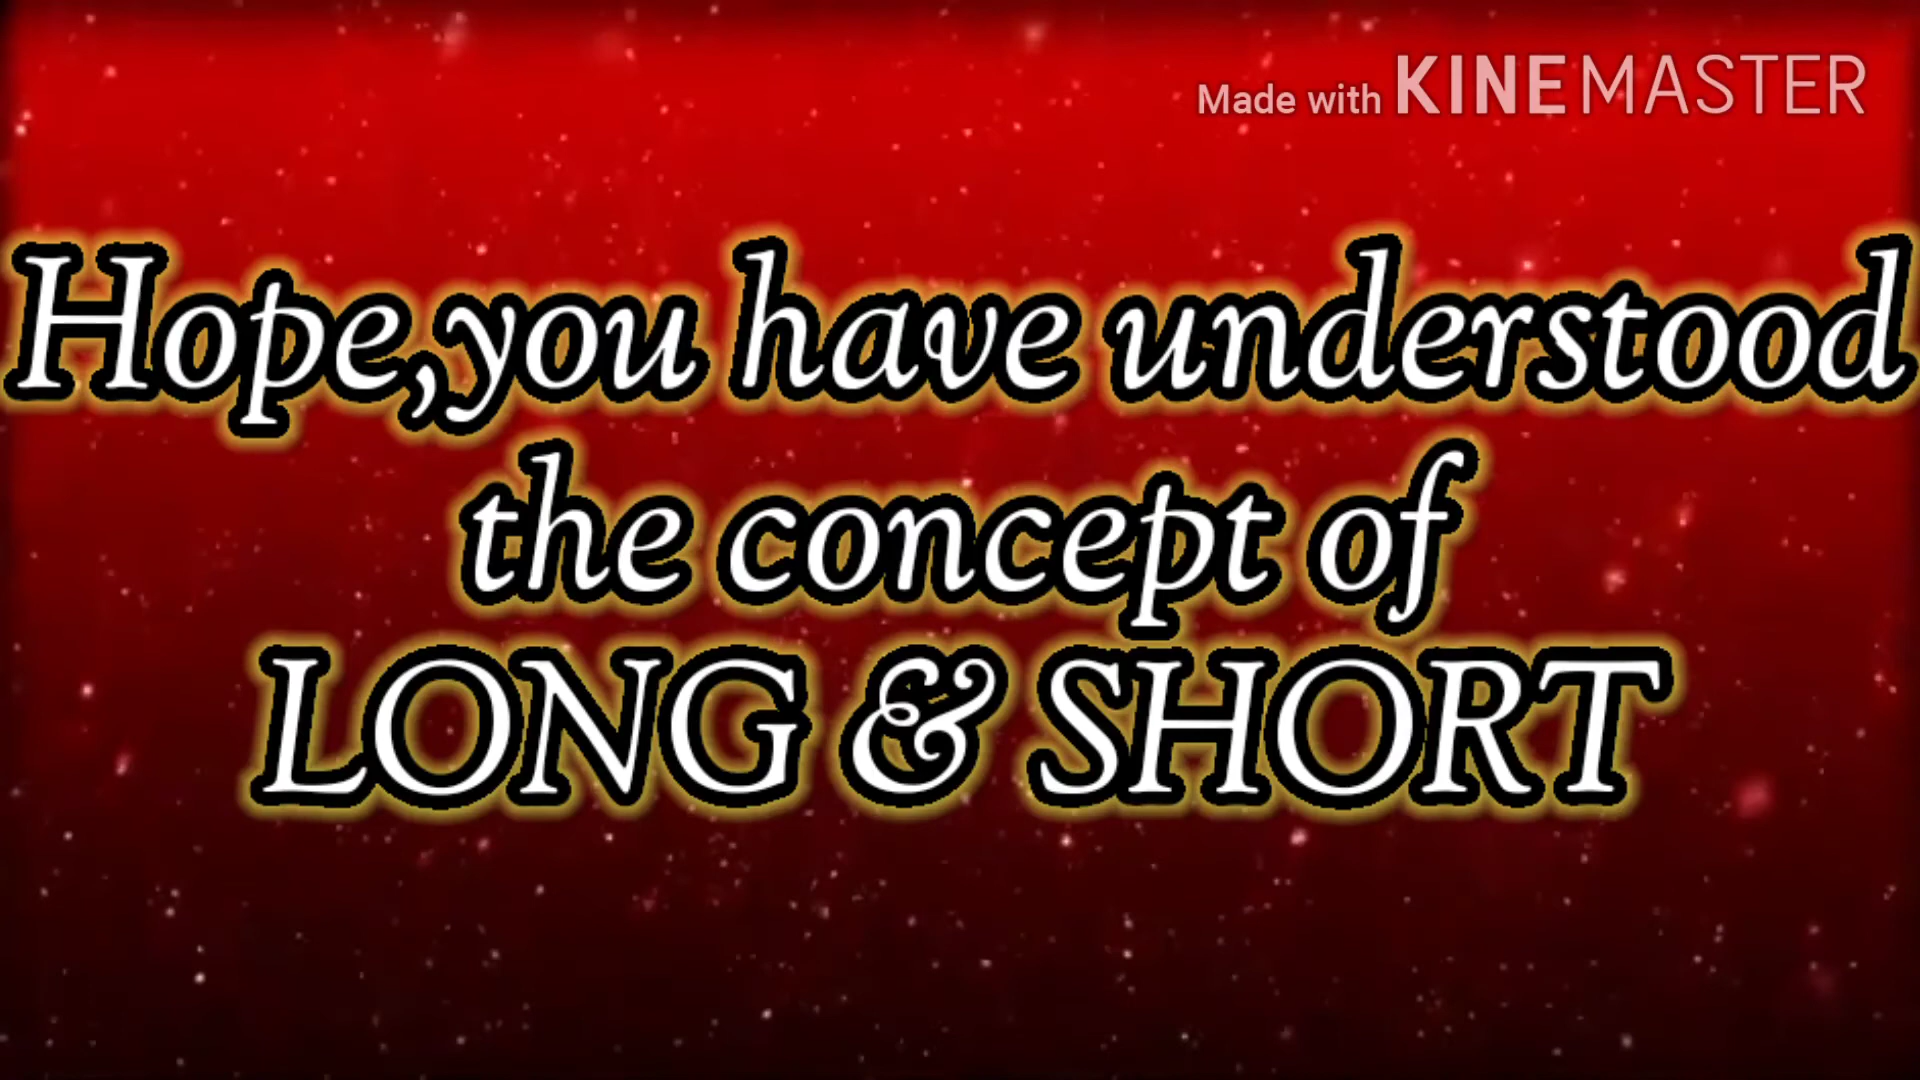 Made with KINEMASTER
Hope,you have understood
the concept of
LONG & SHORT